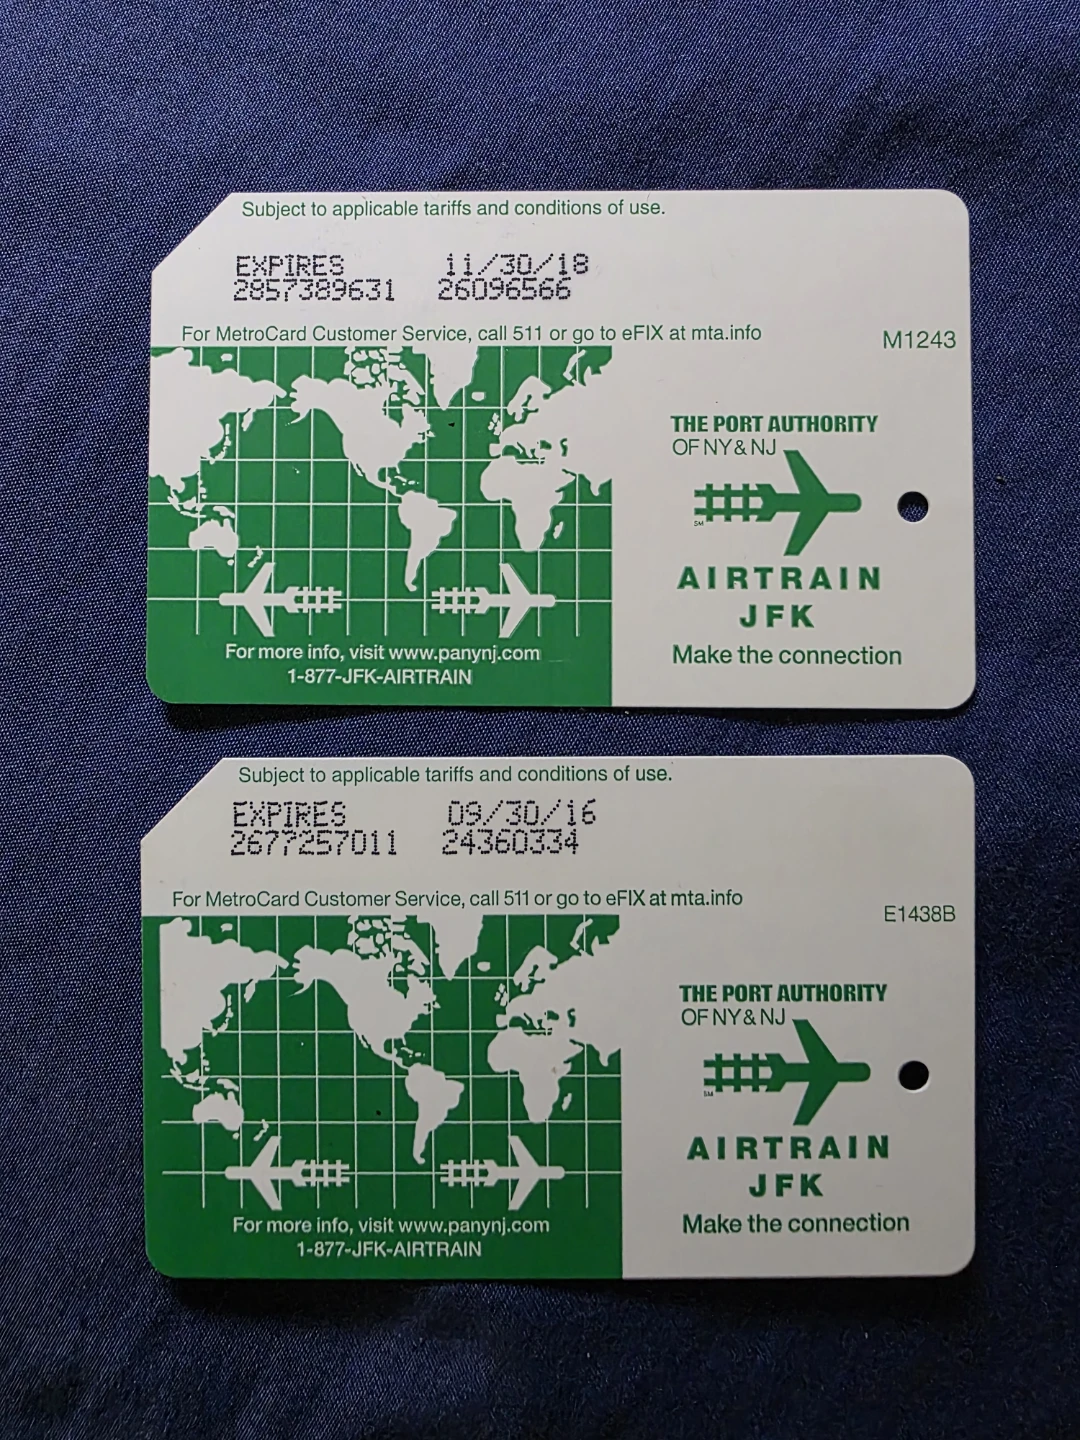 Subject to applicable tariffs and conditions of use.
EXPIRES 11/30/18
2857389631 26096566
For MetroCard Customer Service, call 511 or go to eFIX at mta.info
M1243
THE PORT AUTHORITY
OF NY & NJ
SM
AIRTRAIN
JFK
Make the connection
For more info, visit www.panynj.com
1-877-JFK-AIRTRAIN
Subject to applicable tariffs and conditions of use.
EXPIRES 09/30/16
2677257011 24360334
For MetroCard Customer Service, call 511 or go to eFIX at mta.info
E1438B
THE PORT AUTHORITY
OF NY & NJ
SM
AIRTRAIN
JFK
Make the connection
For more info, visit www.panynj.com
1-877-JFK-AIRTRAIN